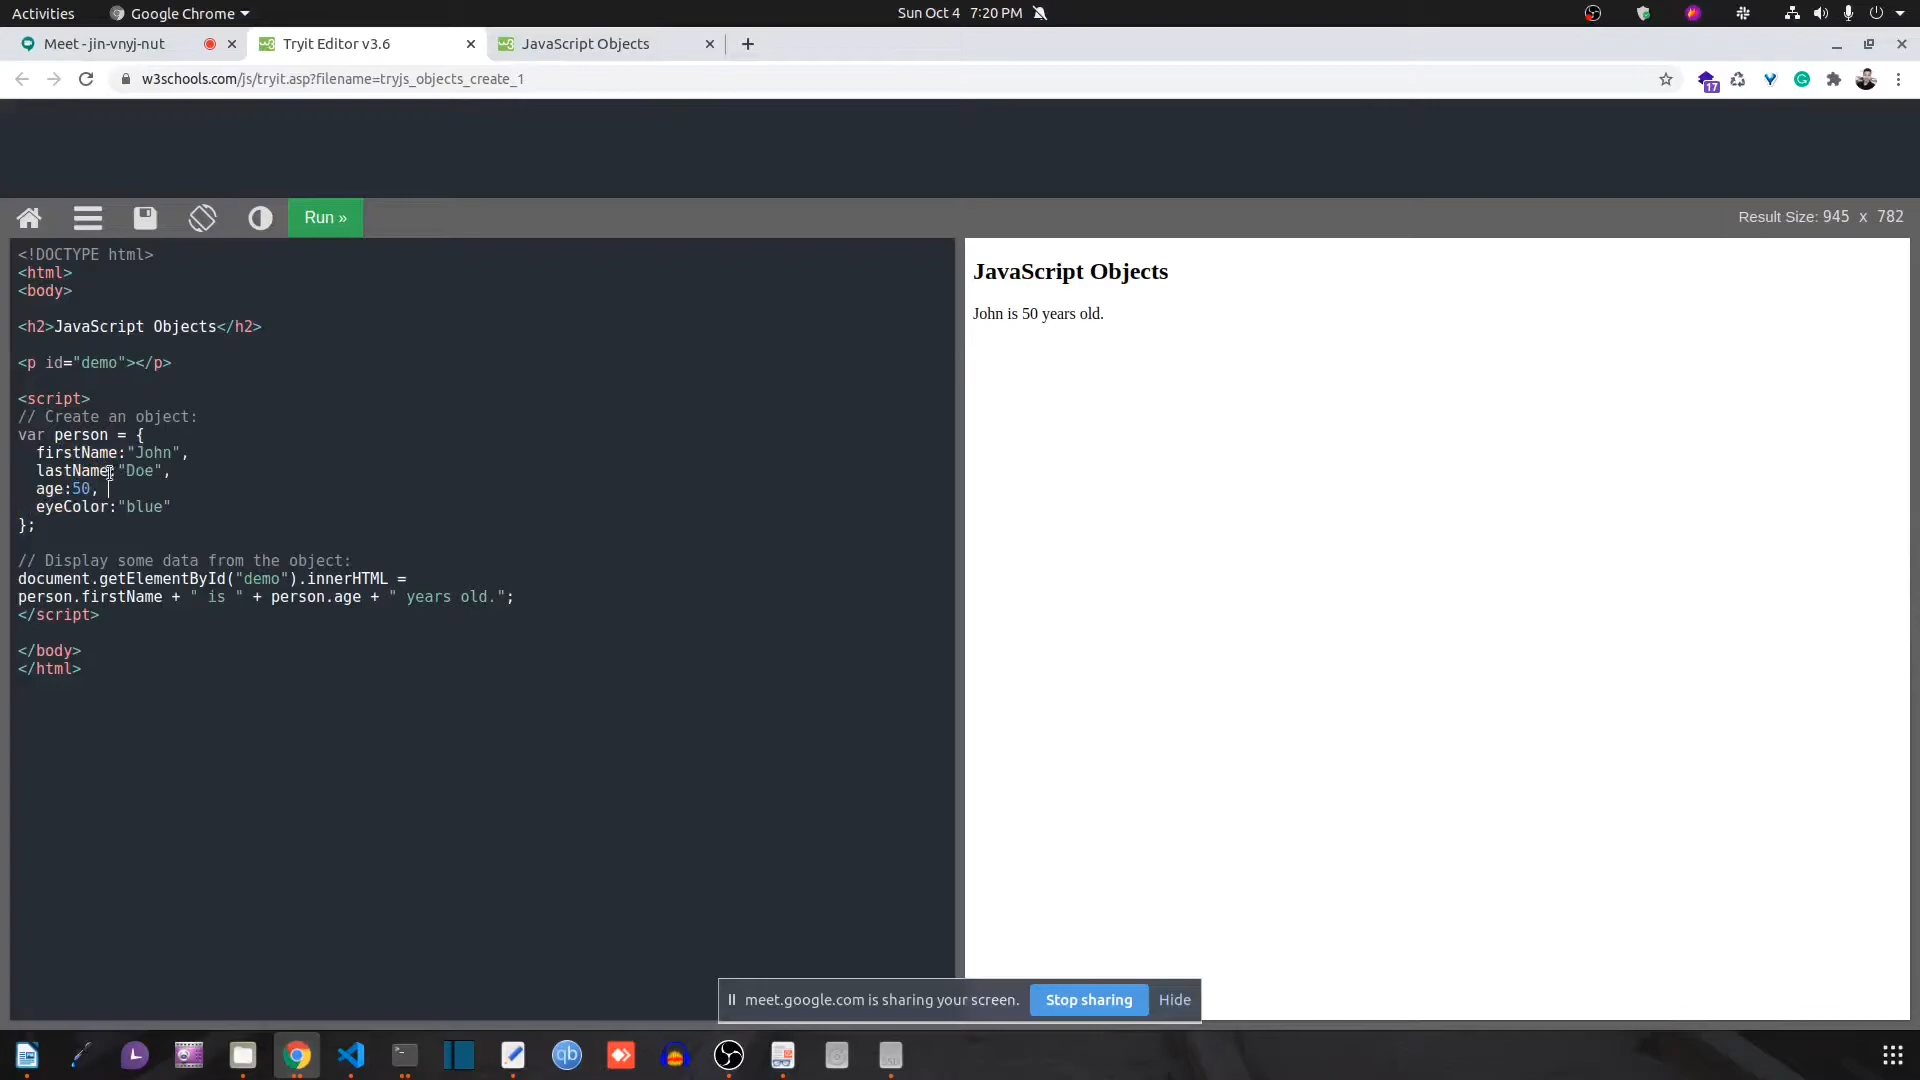 Activities
Google Chrome
Sun Oct 4 7:20 PM
Meet - jin-vnyj-nut
Tryit Editor v3.6
JavaScript Objects
w3schools.com/js/tryit.asp?filename=tryjs_objects_create_1
17
Run »
Result Size: 945 x 782
<!DOCTYPE html>
<html>
<body>
<h2>JavaScript Objects</h2>
<p id="demo"></p>
<script>
// Create an object:
var person = {
firstName:"John",
lastName:"Doe",
age:50,
eyeColor:"blue"
};
// Display some data from the object:
document.getElementById("demo").innerHTML =
person.firstName + " is " + person.age + " years old.";
</script>
</body>
</html>
JavaScript Objects
John is 50 years old.
meet.google.com is sharing your screen.
Stop sharing
Hide
qb